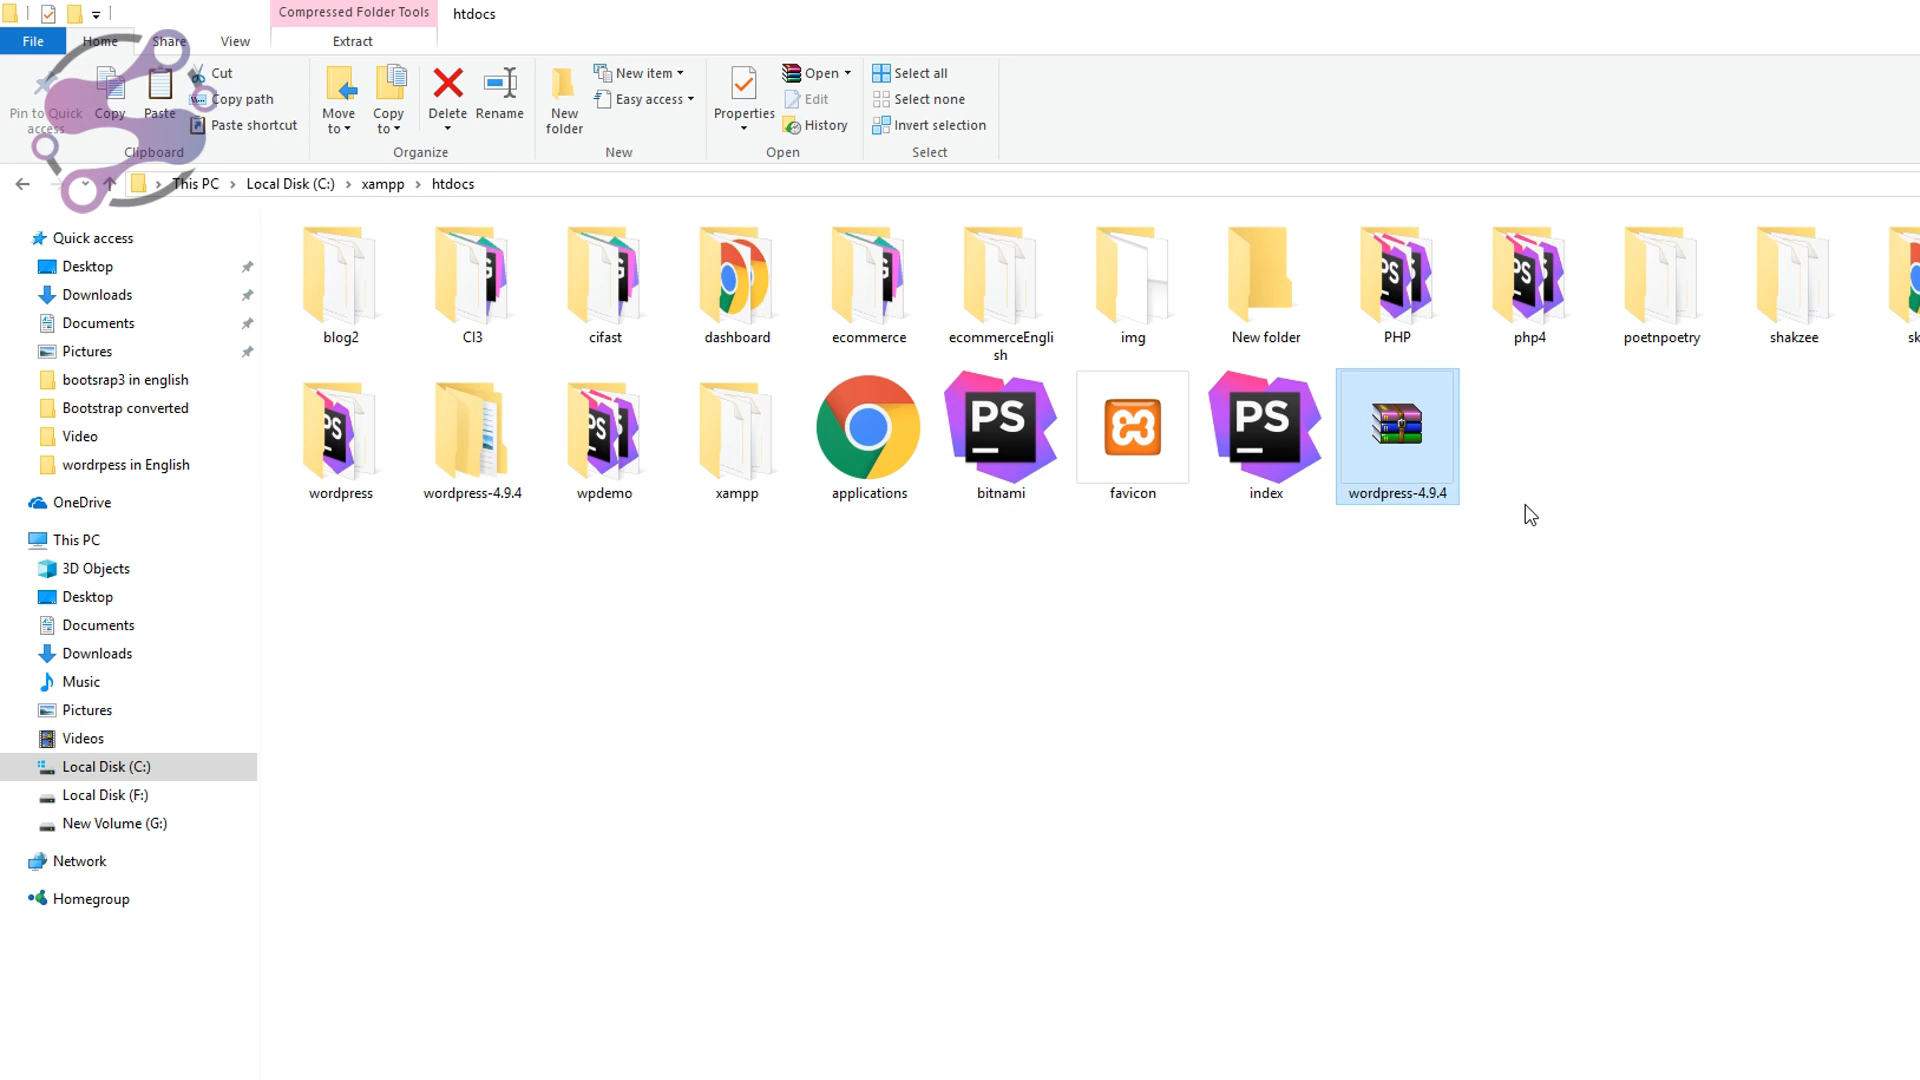 Compressed Folder Tools
htdocs
File
Home
Share
View
Extract
Pin to Quick access
Copy
Paste
Cut
Copy path
Paste shortcut
Clipboard
Move to
Copy to
Delete
Rename
Organize
New folder
New item
Easy access
New
Properties
Open
Edit
History
Open
Select all
Select none
Invert selection
Select
This PC
Local Disk (C:)
xampp
htdocs
Quick access
Desktop
Downloads
Documents
Pictures
bootsrap3 in english
Bootstrap converted
Video
wordrpess in English
OneDrive
This PC
3D Objects
Desktop
Documents
Downloads
Music
Pictures
Videos
Local Disk (C:)
Local Disk (F:)
New Volume (G:)
Network
Homegroup
blog2
CI3
cifast
dashboard
ecommerce
ecommerceEngli
sh
img
New folder
PHP
php4
poetnpoetry
shakzee
sk
wordpress
wordpress-4.9.4
wpdemo
xampp
applications
PS
bitnami
favicon
PS
index
wordpress-4.9.4